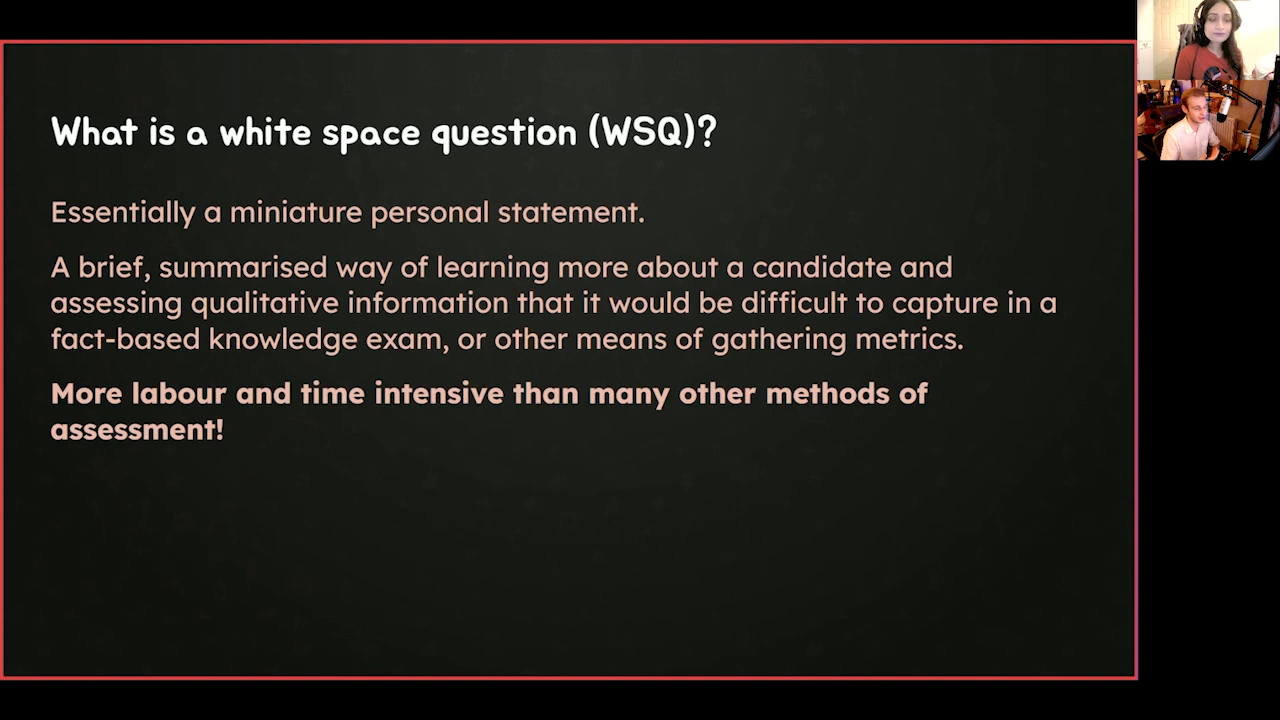 What is a white space question (WSQ)?
Essentially a miniature personal statement.
A brief, summarised way of learning more about a candidate and
assessing qualitative information that it would be difficult to capture in a
fact-based knowledge exam, or other means of gathering metrics.
More labour and time intensive than many other methods of
assessment!